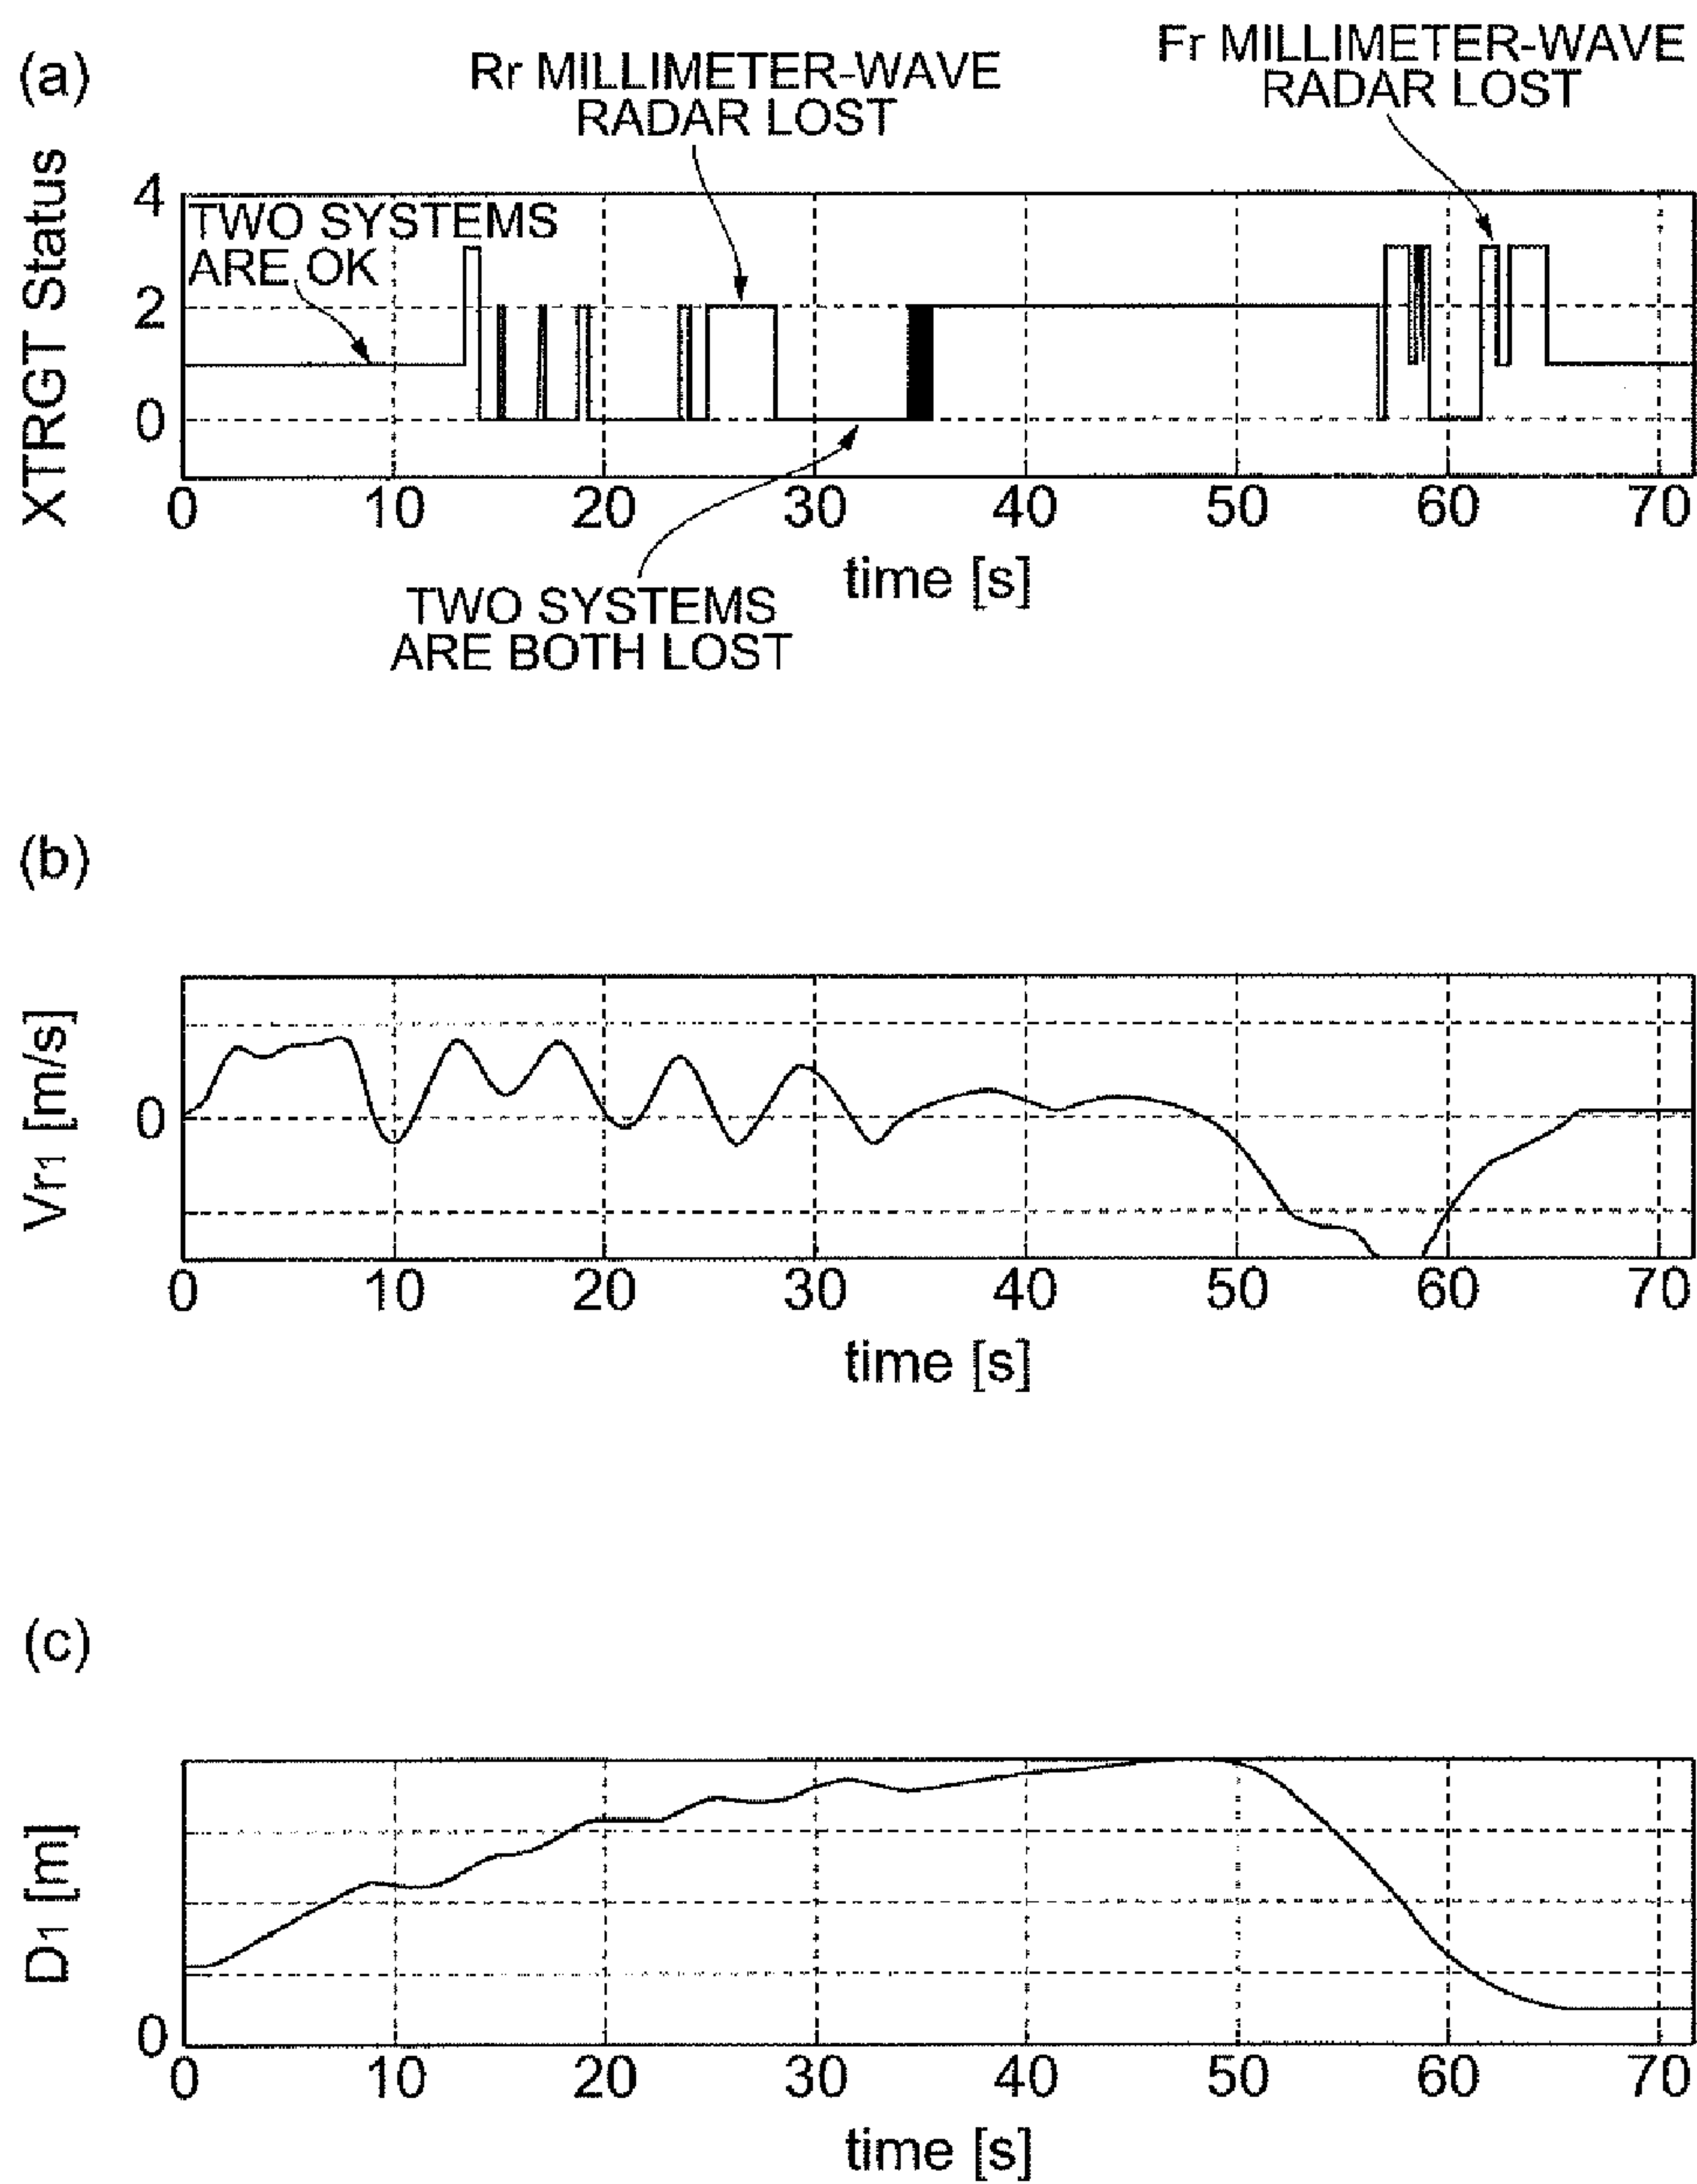 (a)
Rr MILLIMETER-WAVE
RADAR LOST
Fr MILLIMETER-WAVE
RADAR LOST
XTRGT Status
4
2
0
TWO SYSTEMS
ARE OK
0 10 20 30 40 50 60 70
time [s]
TWO SYSTEMS
ARE BOTH LOST
(b)
Vr1 [m/s]
0
0 10 20 30 40 50 60 70
time [s]
(c)
D1 [m]
0
0 10 20 30 40 50 60 70
time [s]